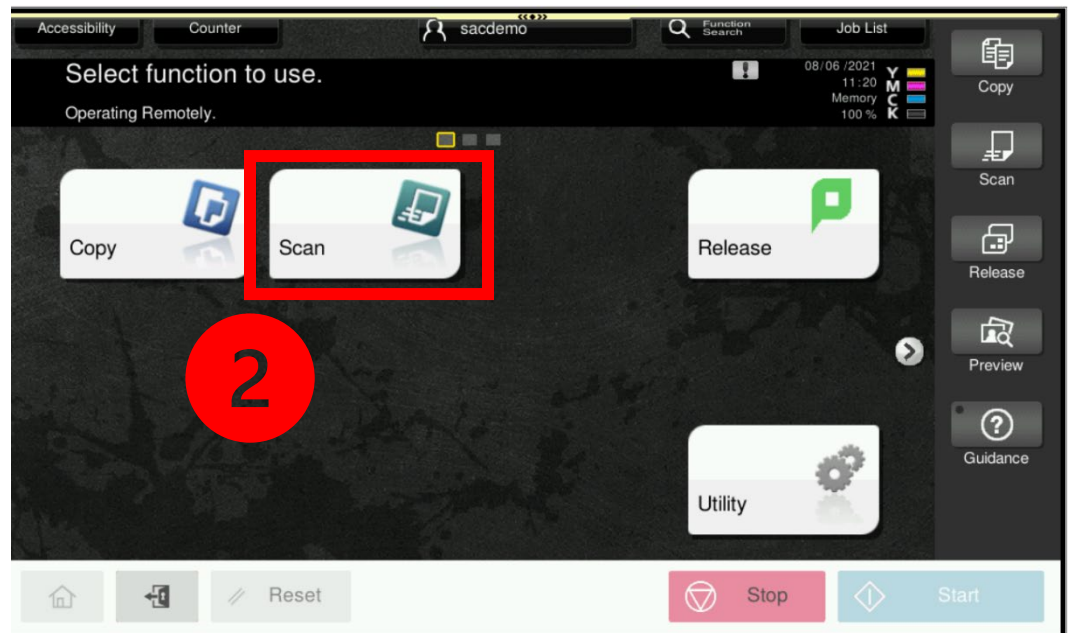 Accessibility
Counter
sacdemo
Function
Search
Job List
Select function to use.
Operating Remotely.
08/06 /2021
11:20
Memory
100 %
Y
M
C
K
Copy
Scan
Release
Utility
2
Copy
Scan
Release
Preview
Guidance
Reset
Stop
Start